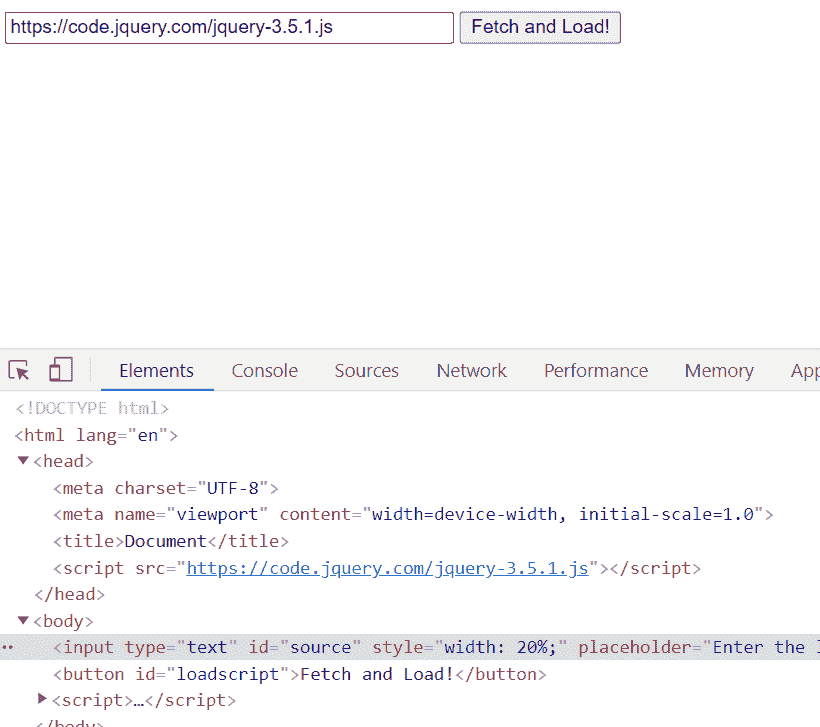 https://code.jquery.com/jquery-3.5.1.js Fetch and Load!
Elements Console Sources Network Performance Memory App
<!DOCTYPE html>
<html lang="en">
<head>
<meta charset="UTF-8">
<meta name="viewport" content="width=device-width, initial-scale=1.0">
<title>Document</title>
<script src="https://code.jquery.com/jquery-3.5.1.js"></script>
</head>
<body>
<input type="text" id="source" style="width: 20%;" placeholder="Enter the
<button id="loadscript">Fetch and Load!</button>
<script>…</script>
</body>